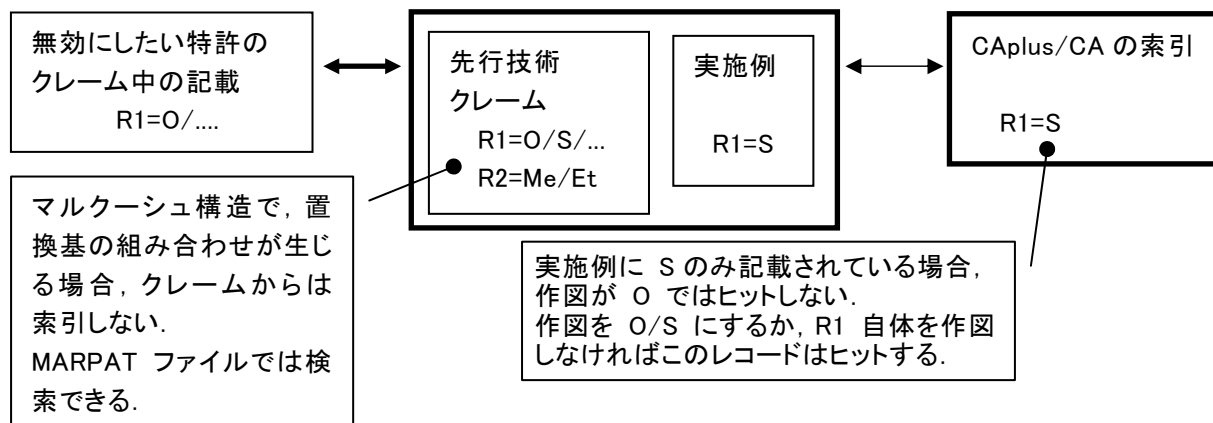 無効にしたい特許の
クレーム中の記載
R1=O/....
先行技術
クレーム
R1=O/S/...
R2=Me/Et
実施例
R1=S
CAplus/CA の索引
R1=S
マルクーシュ構造で, 置
換基の組み合わせが生じ
る場合, クレームからは
索引しない.
MARPAT ファイルでは検
索できる.
実施例に S のみ記載されている場合,
作図が O ではヒットしない.
作図を O/S にするか, R1 自体を作図
しなければこのレコードはヒットする.